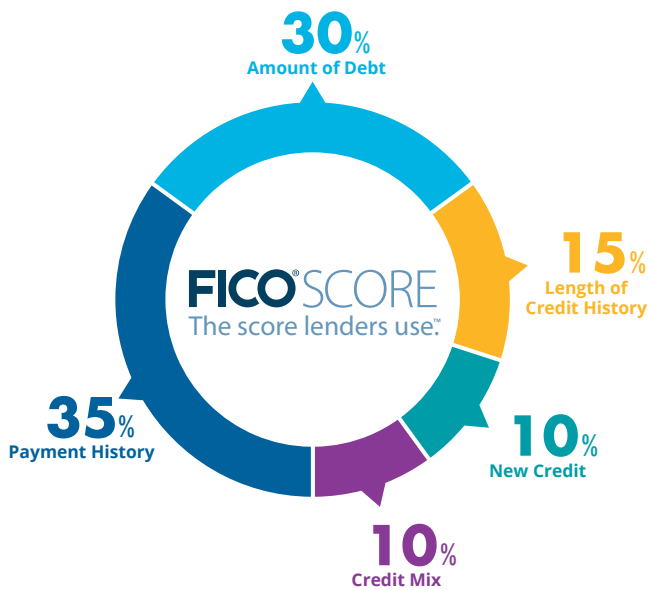 30%
Amount of Debt
15%
Length of
Credit History
FICO® SCORE
The score lenders use.™
35%
Payment History
10%
New Credit
10%
Credit Mix